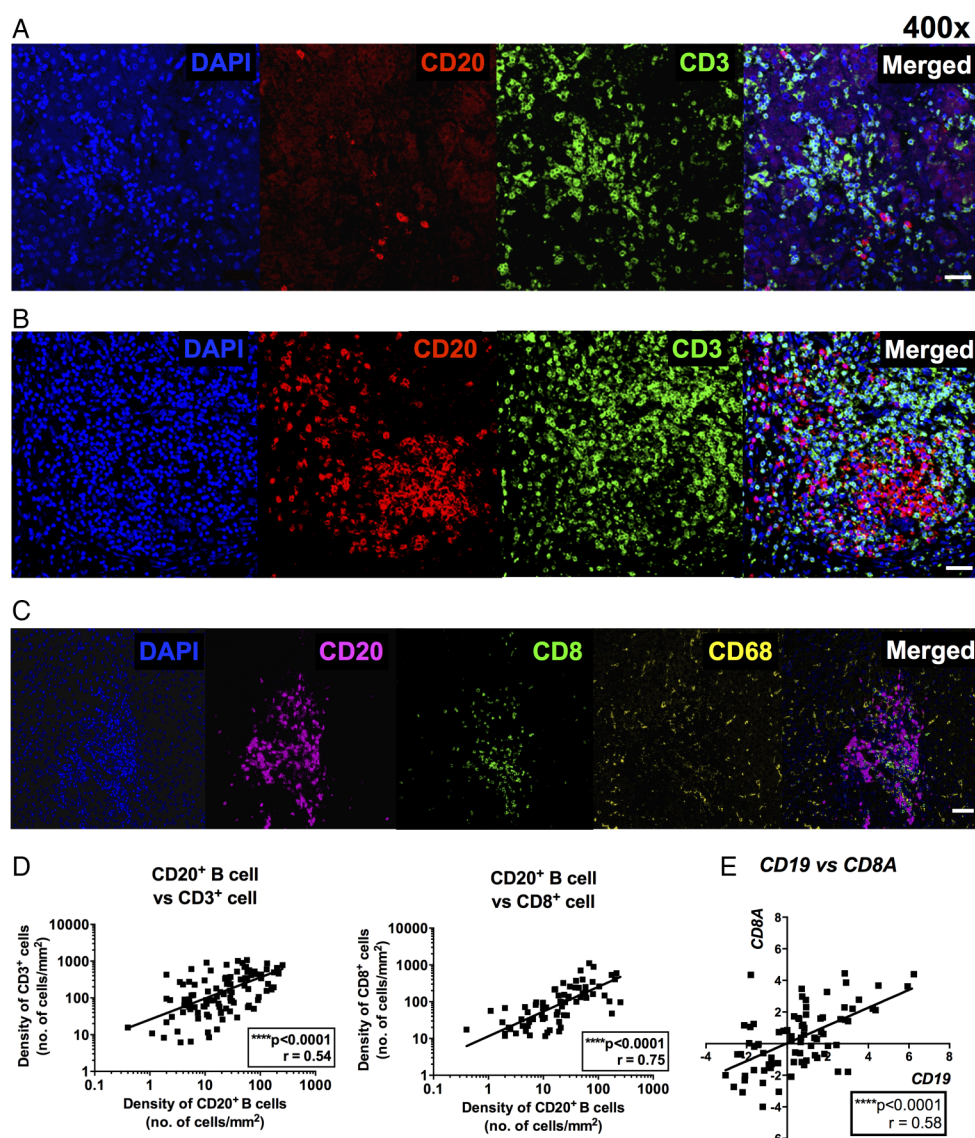 A
400x
DAPI
CD20
CD3
Merged
B
DAPI
CD20
CD3
Merged
C
DAPI
CD20
CD8
CD68
Merged
D
CD20+ B cell
vs CD3+ cell
Density of CD3+ cells
(no. of cells/mm²)
10000
1000
100
10
1
0.1
1
10
100
1000
****p<0.0001
r = 0.54
Density of CD20+ B cells
(no. of cells/mm²)
CD20+ B cell
vs CD8+ cell
Density of CD8+ cells
(no. of cells/mm²)
10000
1000
100
10
1
0.1
1
10
100
1000
****p<0.0001
r = 0.75
Density of CD20+ B cells
(no. of cells/mm²)
E
CD19 vs CD8A
CD8A
8
6
4
2
0
-2
-4
-6
-4
-2
0
2
4
6
8
CD19
****p<0.0001
r = 0.58